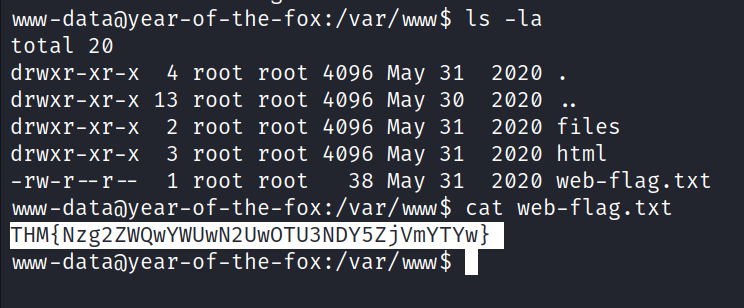 www-data@year-of-the-fox:/var/www$ ls -la
total 20
drwxr-xr-x  4 root root 4096 May 31  2020 .
drwxr-xr-x 13 root root 4096 May 30  2020 ..
drwxr-xr-x  2 root root 4096 May 31  2020 files
drwxr-xr-x  3 root root 4096 May 31  2020 html
-rw-r--r--  1 root root   38 May 31  2020 web-flag.txt
www-data@year-of-the-fox:/var/www$ cat web-flag.txt
THM{Nzg2ZWQwYWUwN2UwOTU3NDY5ZjVmYTYw}
www-data@year-of-the-fox:/var/www$